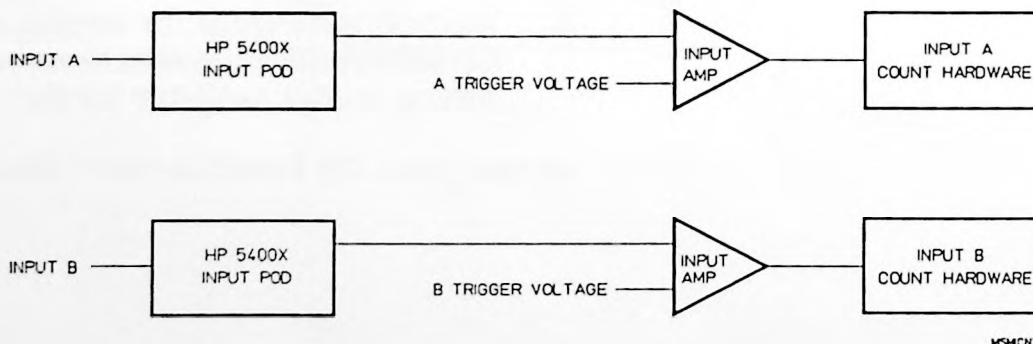 INPUT A
HP 5400X
INPUT POD
A TRIGGER VOLTAGE
INPUT
AMP
INPUT A
COUNT HARDWARE
INPUT B
HP 5400X
INPUT POD
B TRIGGER VOLTAGE
INPUT
AMP
INPUT B
COUNT HARDWARE